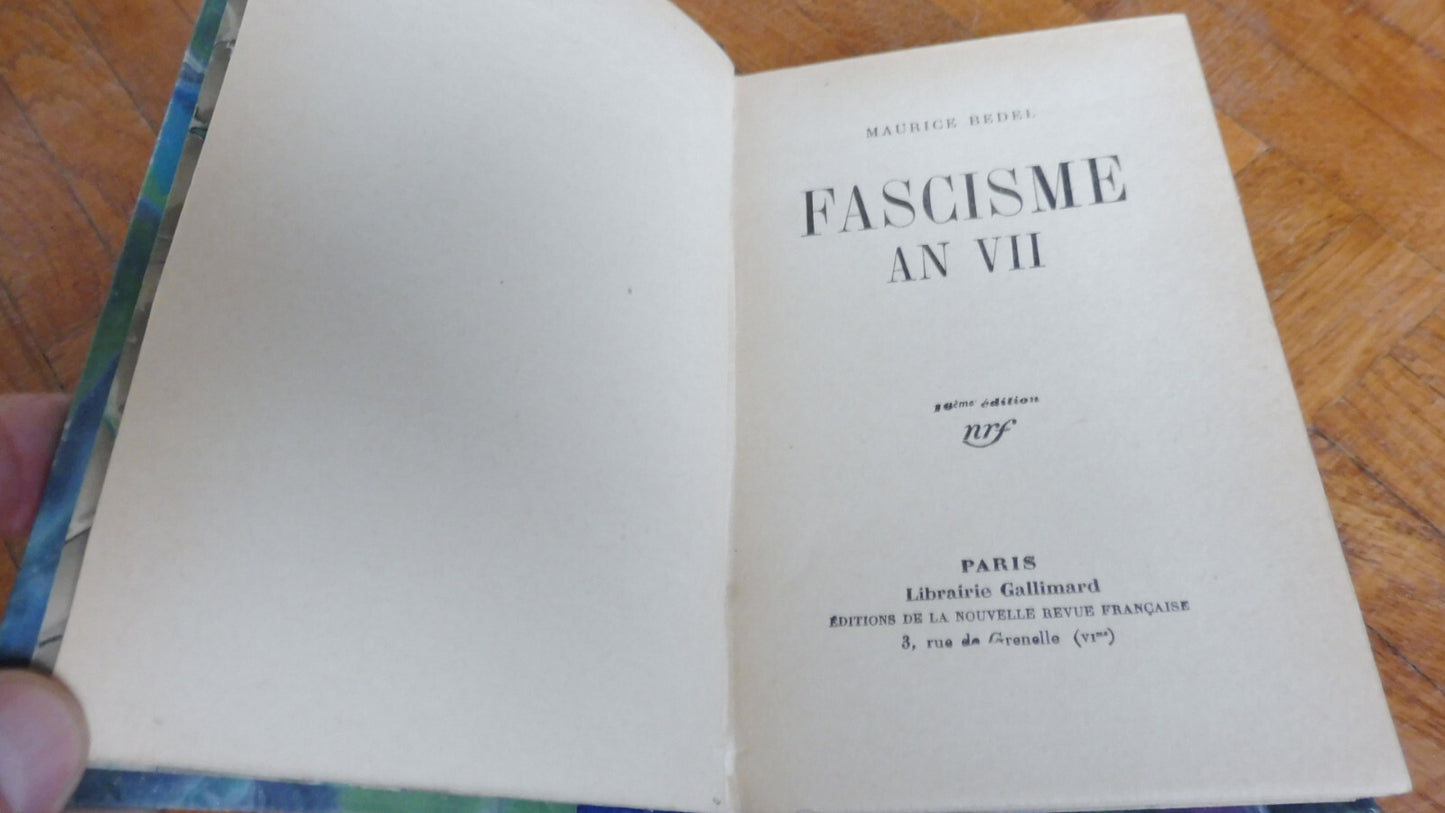 MAURICE BEDEL
FASCISME
AN VII
édition
nrf
PARIS
Librairie Gallimard
ÉDITIONS DE LA NOUVELLE REVUE FRANÇAISE
3, rue de Grenelle (VIme)